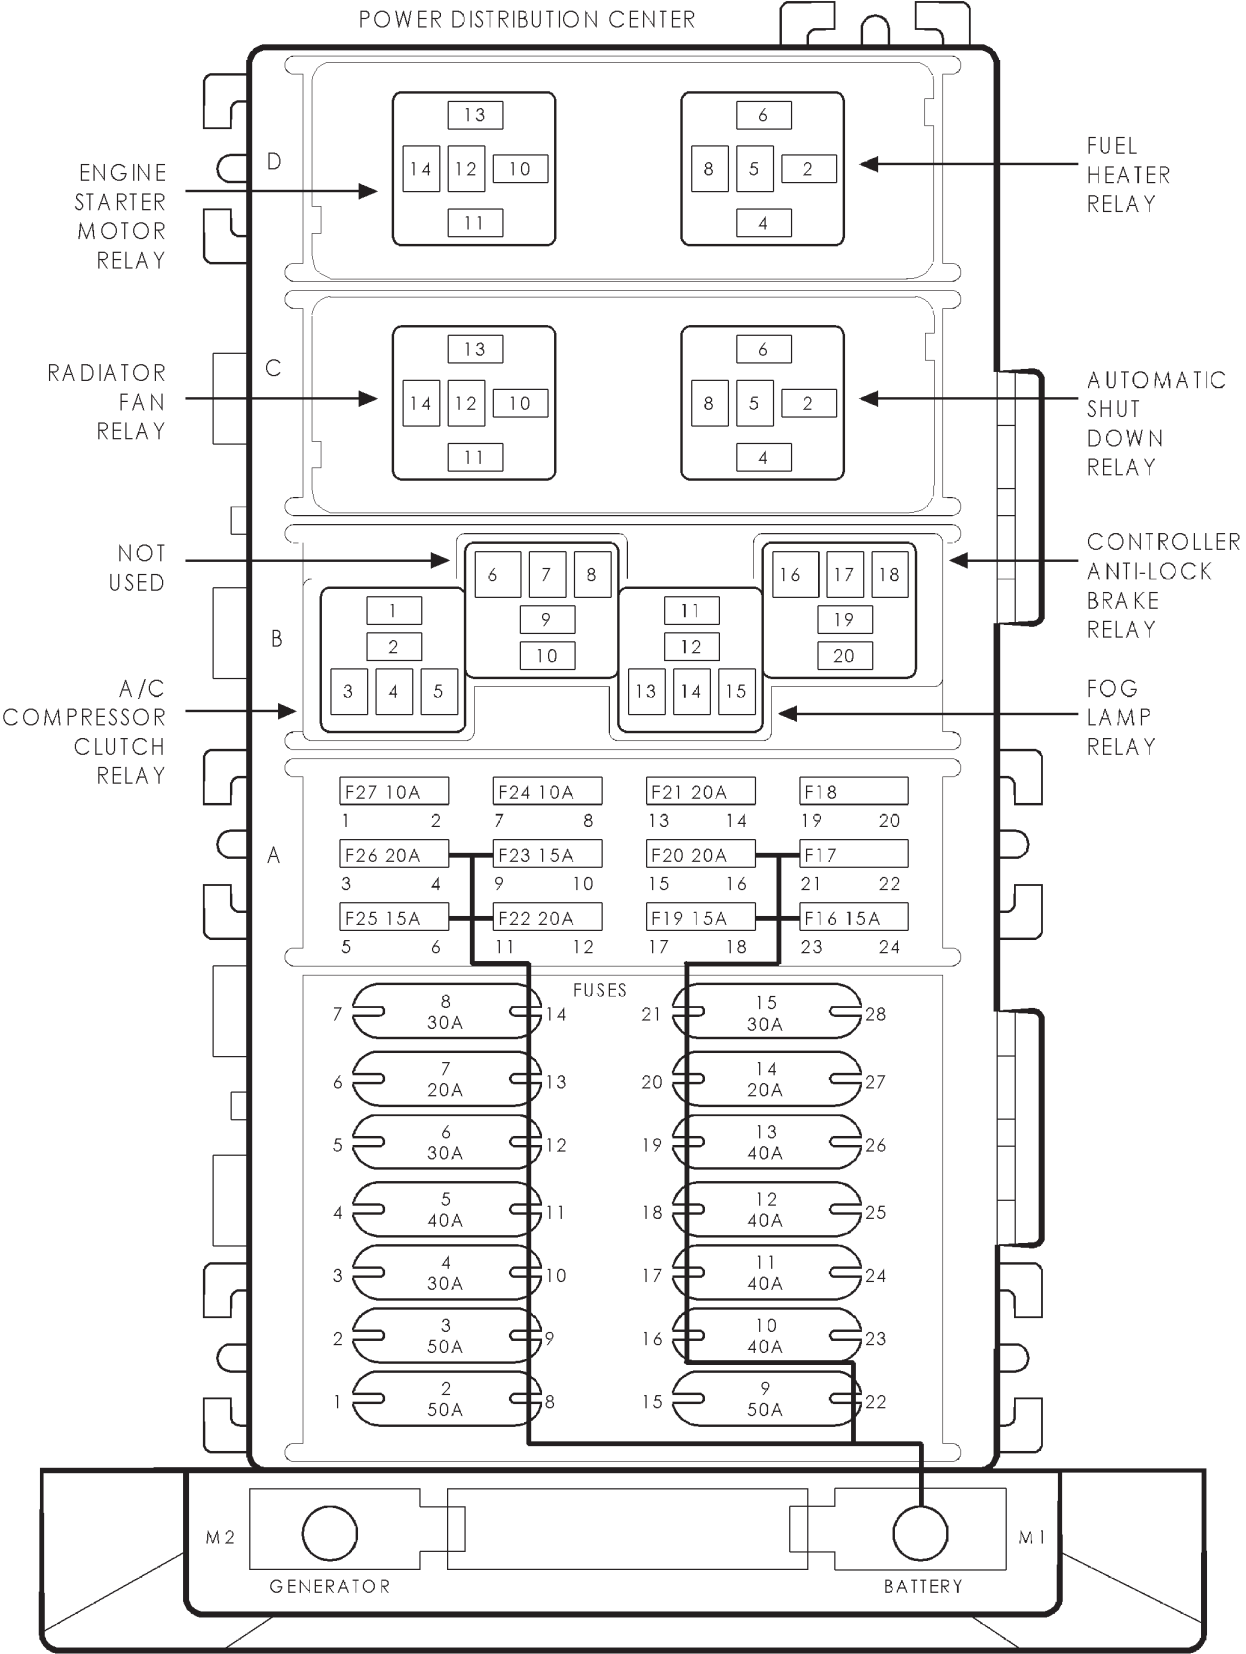 POWER DISTRIBUTION CENTER
D
ENGINE
STARTER
MOTOR
RELAY
13
14 12 10
11
6
8 5 2
4
FUEL
HEATER
RELAY
C
RADIATOR
FAN
RELAY
13
14 12 10
11
6
8 5 2
4
AUTOMATIC
SHUT
DOWN
RELAY
B
NOT
USED
6 7 8
9
10
16 17 18
19
20
CONTROLLER
ANTI-LOCK
BRAKE
RELAY
A/C
COMPRESSOR
CLUTCH
RELAY
1
2
3 4 5
11
12
13 14 15
FOG
LAMP
RELAY
A
F27 10A F24 10A F21 20A F18
1 2 7 8 13 14 19 20
F26 20A F23 15A F20 20A F17
3 4 9 10 15 16 21 22
F25 15A F22 20A F19 15A F16 15A
5 6 11 12 17 18 23 24
FUSES
7 8 14 21 15 28
30A 30A
6 7 13 20 14 27
20A 20A
5 6 12 19 13 26
30A 40A
4 5 11 18 12 25
40A 40A
3 4 10 17 11 24
30A 40A
2 3 9 16 10 23
50A 40A
1 2 8 15 9 22
50A 50A
M2 M1
GENERATOR BATTERY